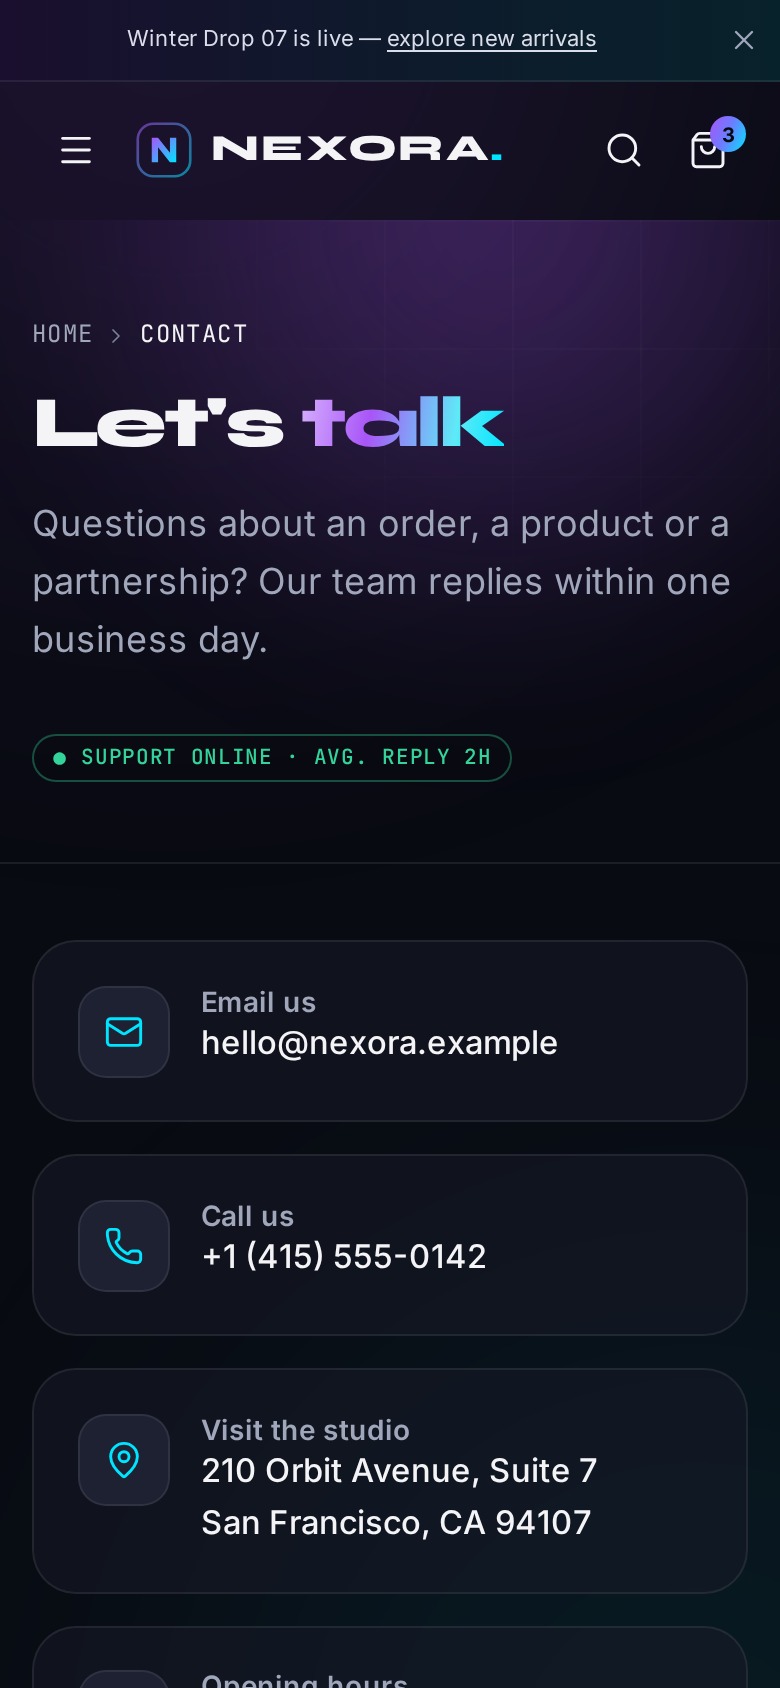 Winter Drop 07 is live — explore new arrivals
N NEXORA.
3
HOME > CONTACT
Let's talk
Questions about an order, a product or a
partnership? Our team replies within one
business day.
SUPPORT ONLINE · AVG. REPLY 2H
Email us
hello@nexora.example
Call us
+1 (415) 555-0142
Visit the studio
210 Orbit Avenue, Suite 7
San Francisco, CA 94107
Opening hours